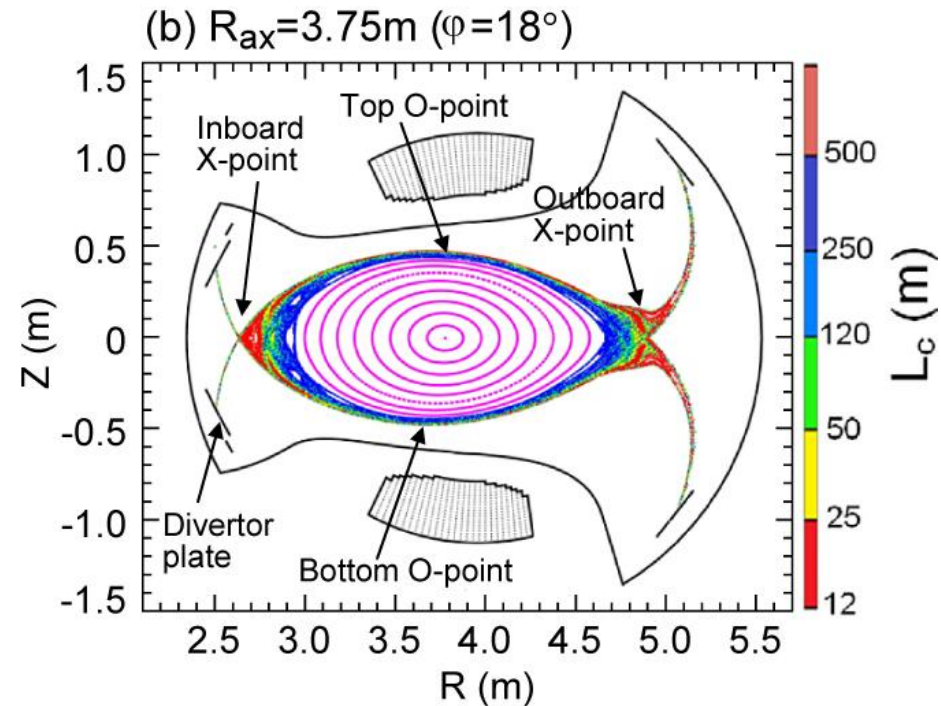 (b) R_ax=3.75m (φ=18°)
Top O-point
Inboard
X-point
Outboard
X-point
Divertor
plate
Bottom O-point
Z (m)
1.5
1.0
0.5
0
-0.5
-1.0
-1.5
2.5 3.0 3.5 4.0 4.5 5.0 5.5
R (m)
500
250
120
50
25
12
L_C (m)